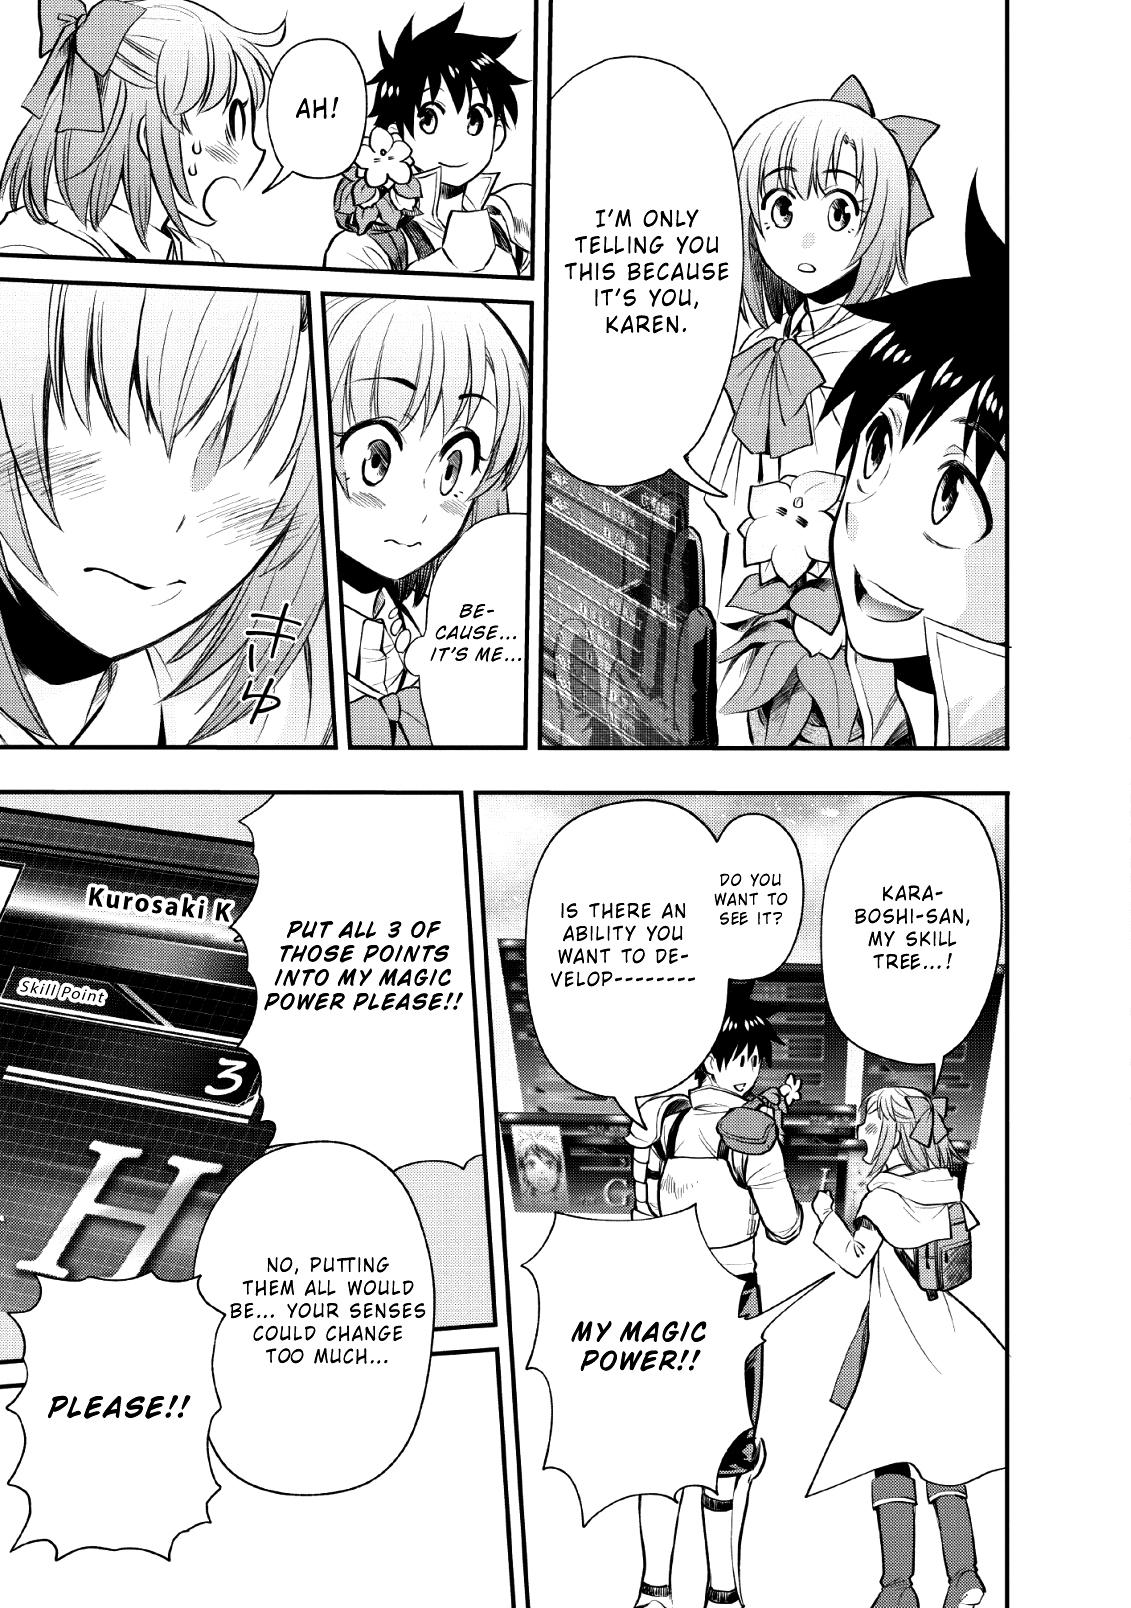 I'M ONLY
TELLING YOU
THIS BECAUSE
IT'S YOU,
KAREN.
AH!
BE-
CAUSE...
IT'S ME...
きゅ
KARA-
BOSHI-SAN,
MY SKILL
TREE...!
DO YOU
WANT TO
SEE IT?
IS THERE AN
ABILITY YOU
WANT TO DE-
VELOP--------
G
MY MAGIC
POWER!!
PUT ALL 3 OF
THOSE POINTS
INTO MY MAGIC
POWER PLEASE!!
Kurosaki K
Skill Point
3
H
NO, PUTTING
THEM ALL WOULD
BE... YOUR SENSES
COULD CHANGE
TOO MUCH...
PLEASE!!